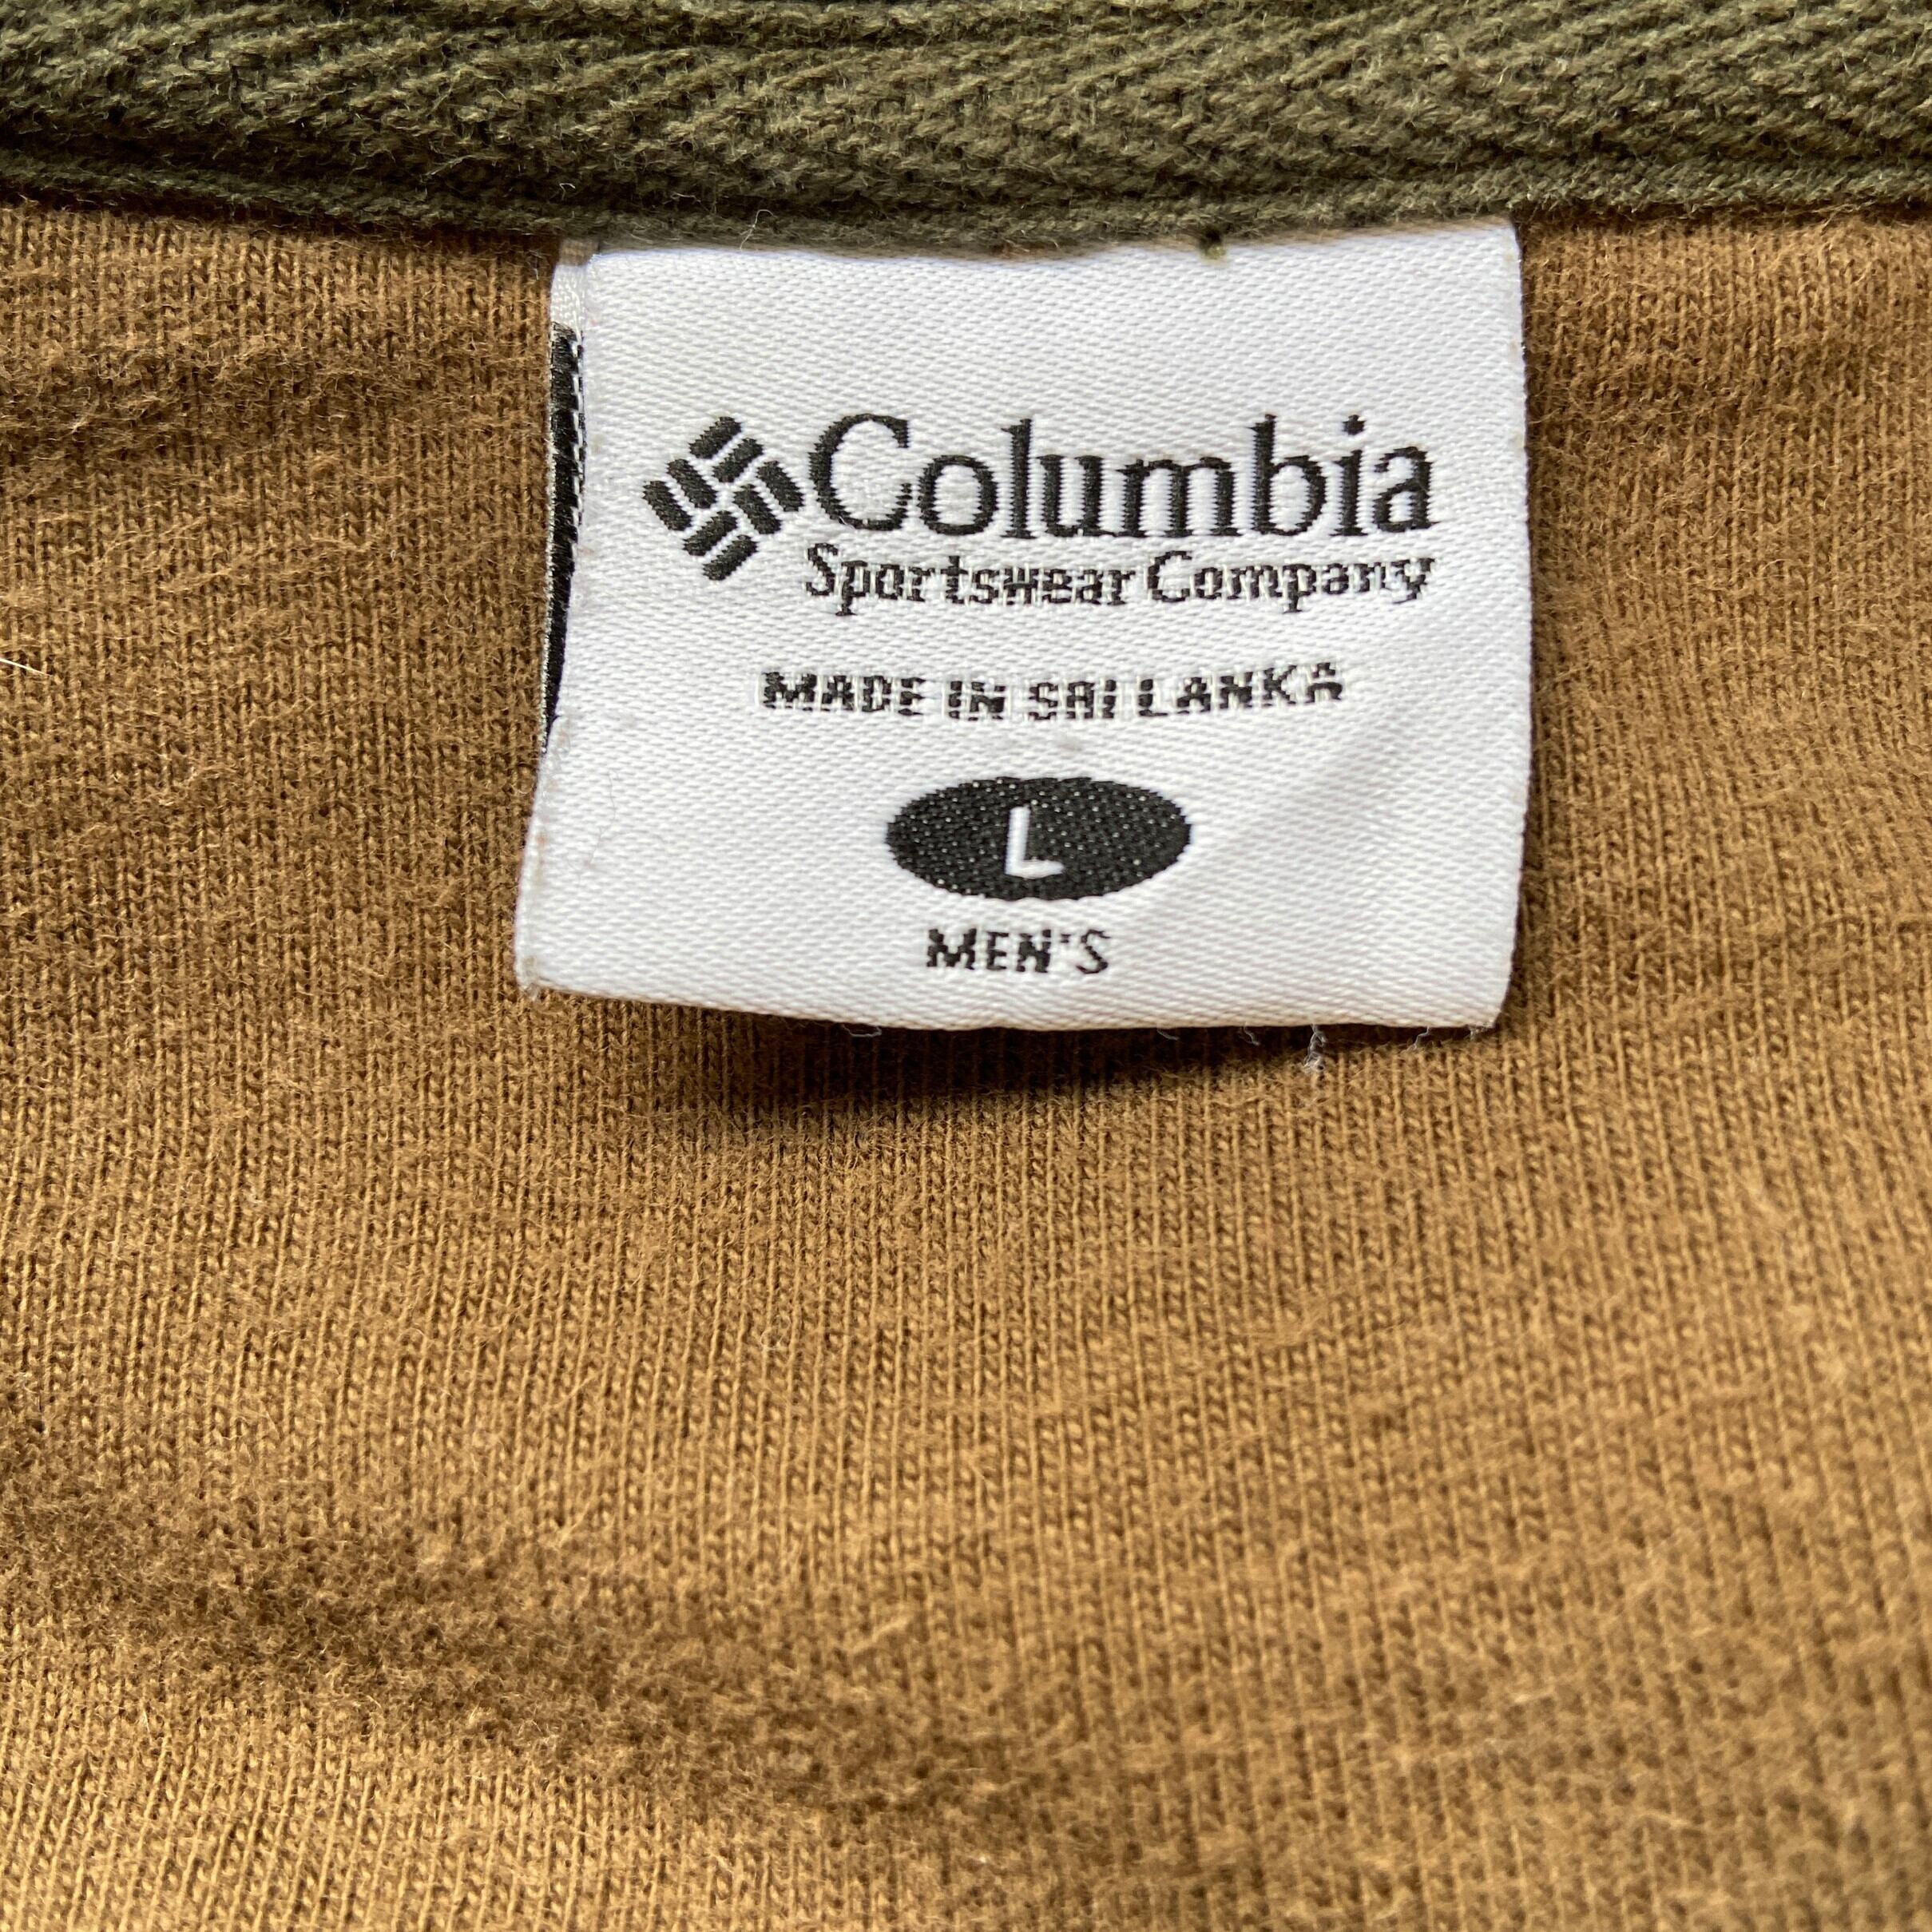 Columbia
Sportswear Company
MADE IN SRI LANKA
L
MEN'S